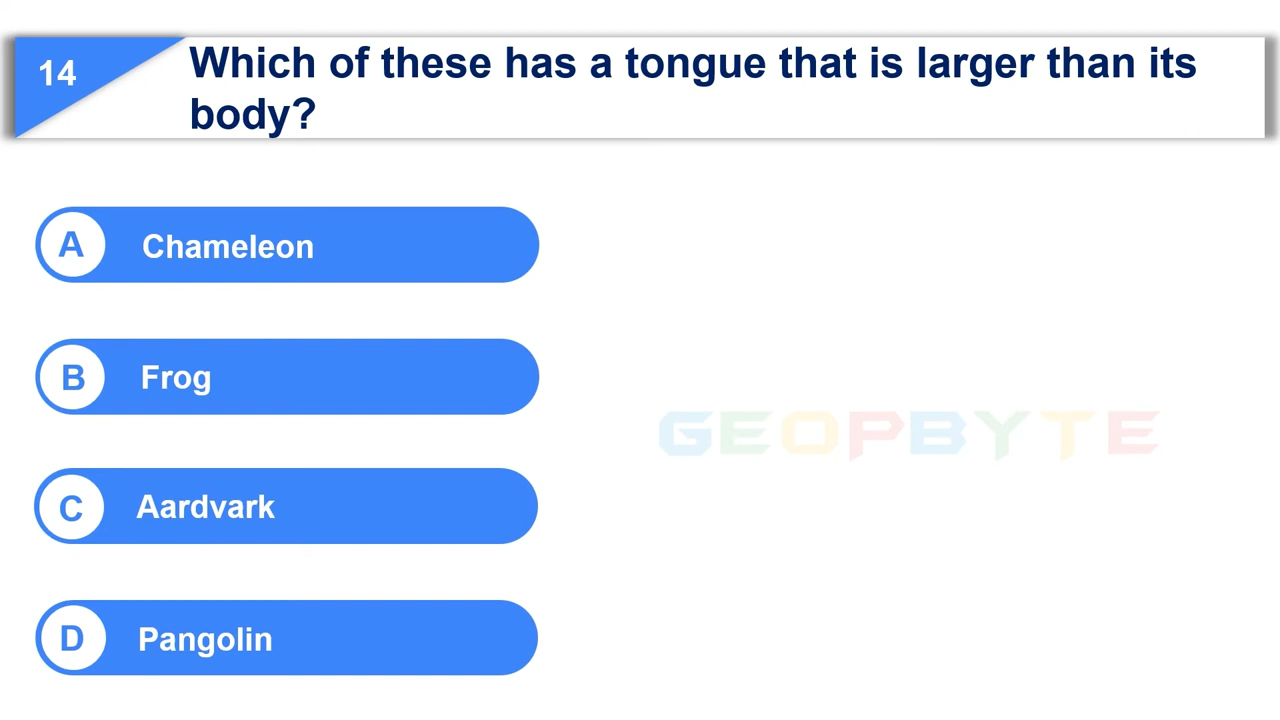 14
Which of these has a tongue that is larger than its
body?
A Chameleon
B Frog
GEOPBYTE
C Aardvark
D Pangolin